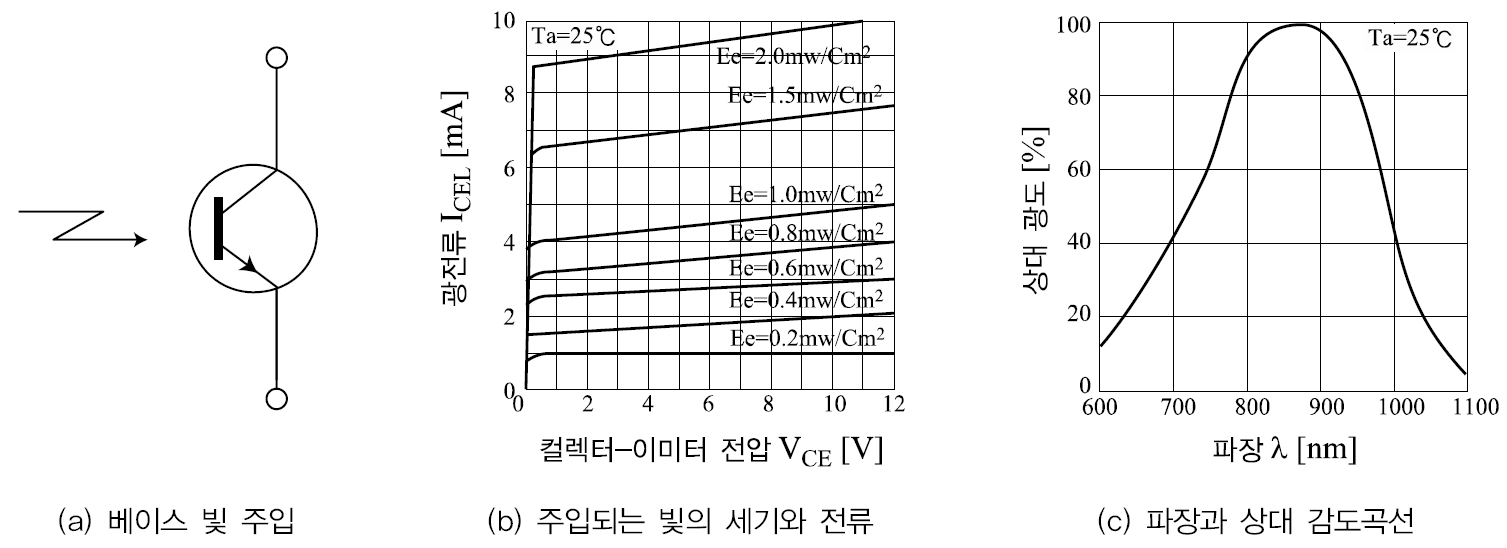 (a) 베이스 빛 주입
10
8
6
4
2
0
Ta=25℃
Ee=2.0mw/Cm²
Ee=1.5mw/Cm²
Ee=1.0mw/Cm²
Ee=0.8mw/Cm²
Ee=0.6mw/Cm²
Ee=0.4mw/Cm²
Ee=0.2mw/Cm²
광전류 I_CEL [mA]
0 2 4 6 8 10 12
컬렉터-이미터 전압 V_CE [V]
(b) 주입되는 빛의 세기와 전류
100
80
60
40
20
0
Ta=25℃
상대 광도 [%]
600 700 800 900 1000 1100
파장 λ [nm]
(c) 파장과 상대 감도곡선